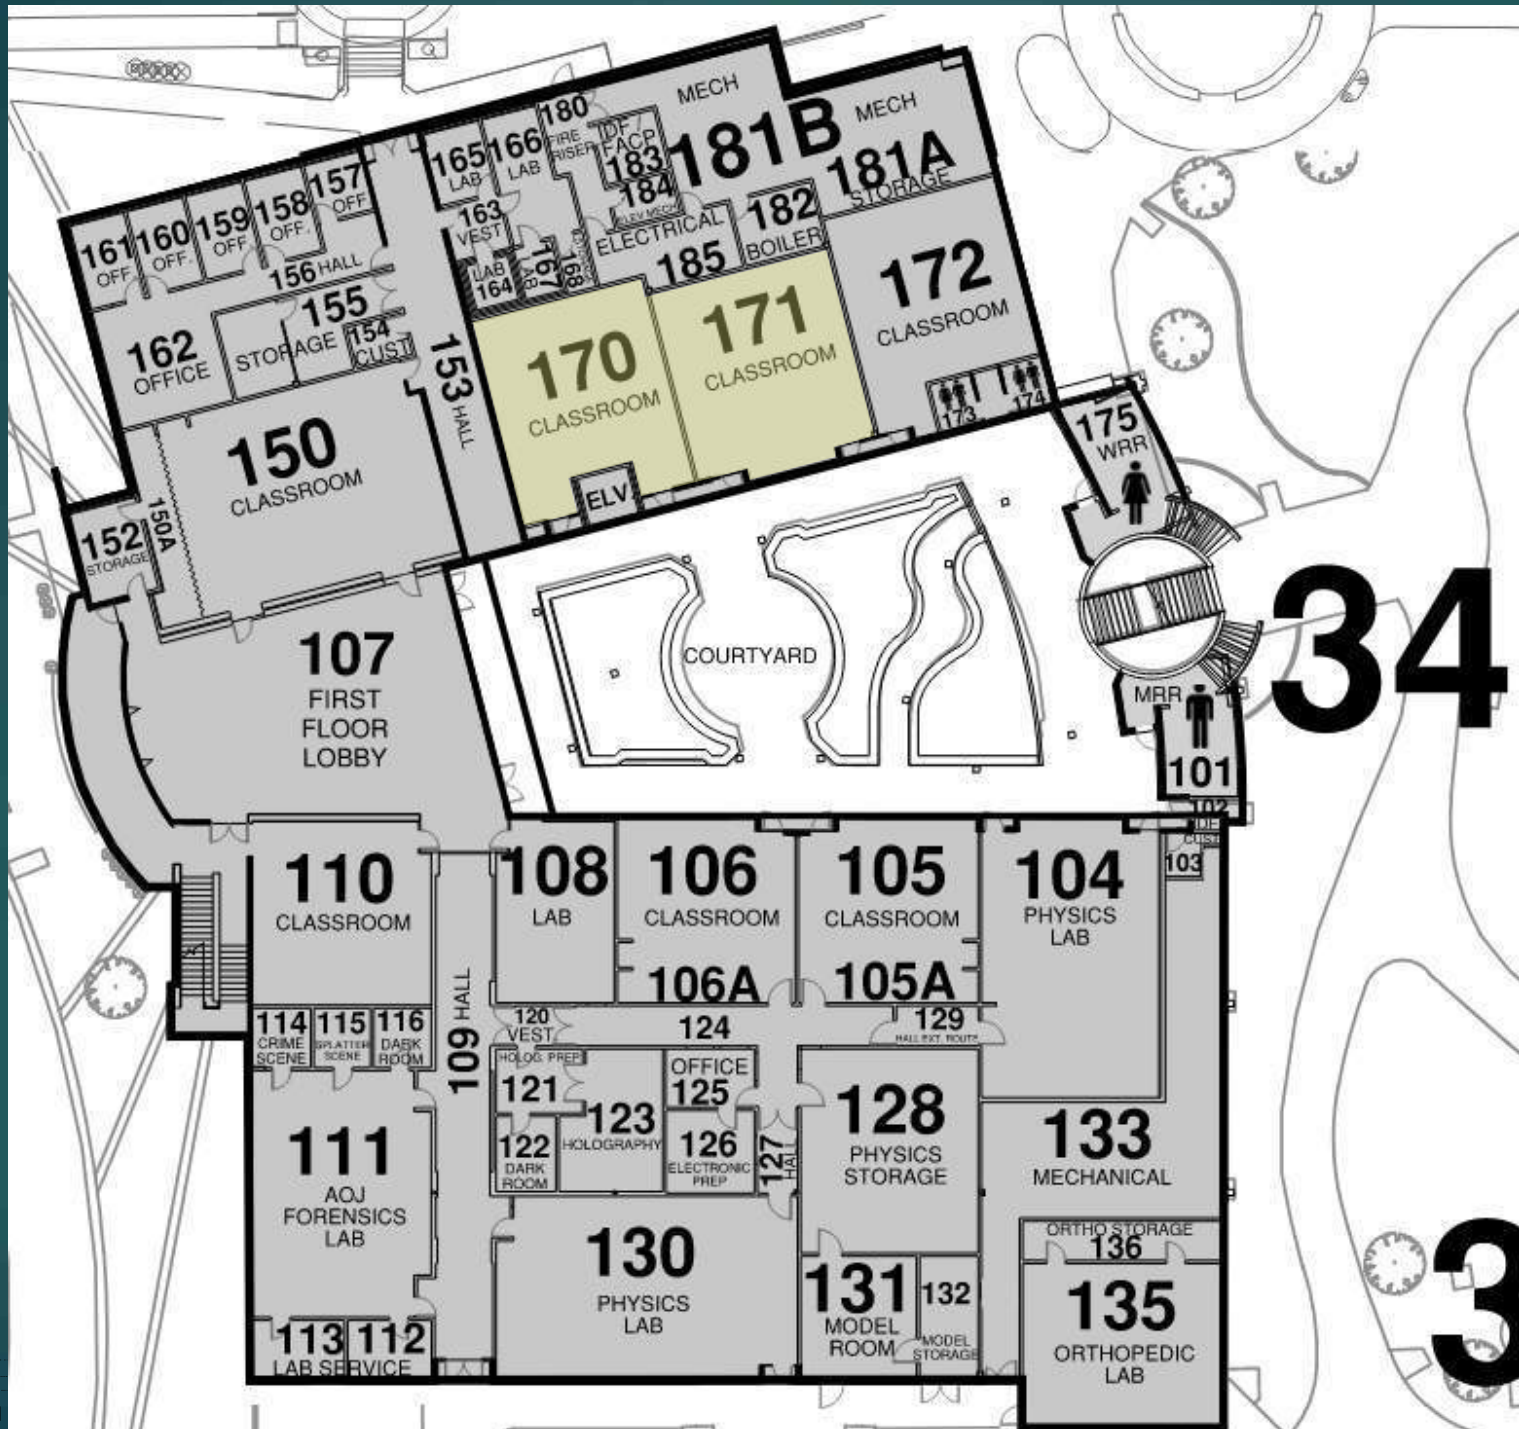 MECH
181B
MECH
181A
STORAGE
180
FIRE
RISER
IDF/
FACP
183
184
ELEV MECH
182
BOILER
ELECTRICAL
185
165
LAB
166
LAB
163
VEST
LAB
164
167
LAB
168
157
OFF.
158
OFF.
159
OFF.
160
OFF.
161
OFF.
156 HALL
155
STORAGE
154
CUST
162
OFFICE
153 HALL
170
CLASSROOM
171
CLASSROOM
172
CLASSROOM
173
174
175
WRR
ELV
150
CLASSROOM
150A
152
STORAGE
107
FIRST
FLOOR
LOBBY
COURTYARD
34
MRR
101
102
IDF
CUST
103
110
CLASSROOM
108
LAB
106
CLASSROOM
106A
105
CLASSROOM
105A
104
PHYSICS
LAB
109 HALL
114
CRIME
SCENE
115
SPLATTER
SCENE
116
DARK
ROOM
120
VEST
124
129
HALL EXT. ROUTE
HOLOG. PREP
121
122
DARK
ROOM
123
HOLOGRAPHY
OFFICE
125
126
ELECTRONIC
PREP
127
HALL
128
PHYSICS
STORAGE
133
MECHANICAL
111
AOJ
FORENSICS
LAB
113
112
LAB SERVICE
130
PHYSICS
LAB
131
MODEL
ROOM
132
MODEL
STORAGE
ORTHO STORAGE
136
135
ORTHOPEDIC
LAB
3